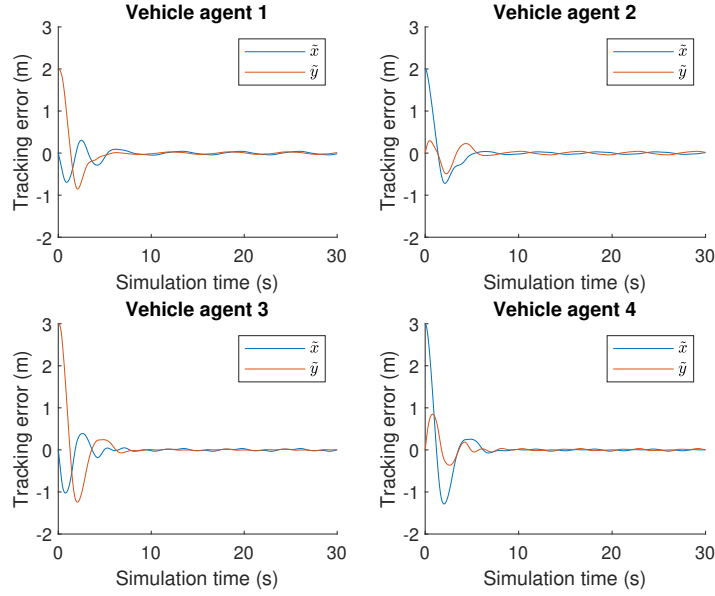 Vehicle agent 1
3
2
1
0
-1
-2
Tracking error (m)
0
10
20
30
Simulation time (s)
x̃
ỹ
Vehicle agent 2
3
2
1
0
-1
-2
Tracking error (m)
0
10
20
30
Simulation time (s)
x̃
ỹ
Vehicle agent 3
3
2
1
0
-1
-2
Tracking error (m)
0
10
20
30
Simulation time (s)
x̃
ỹ
Vehicle agent 4
3
2
1
0
-1
-2
Tracking error (m)
0
10
20
30
Simulation time (s)
x̃
ỹ